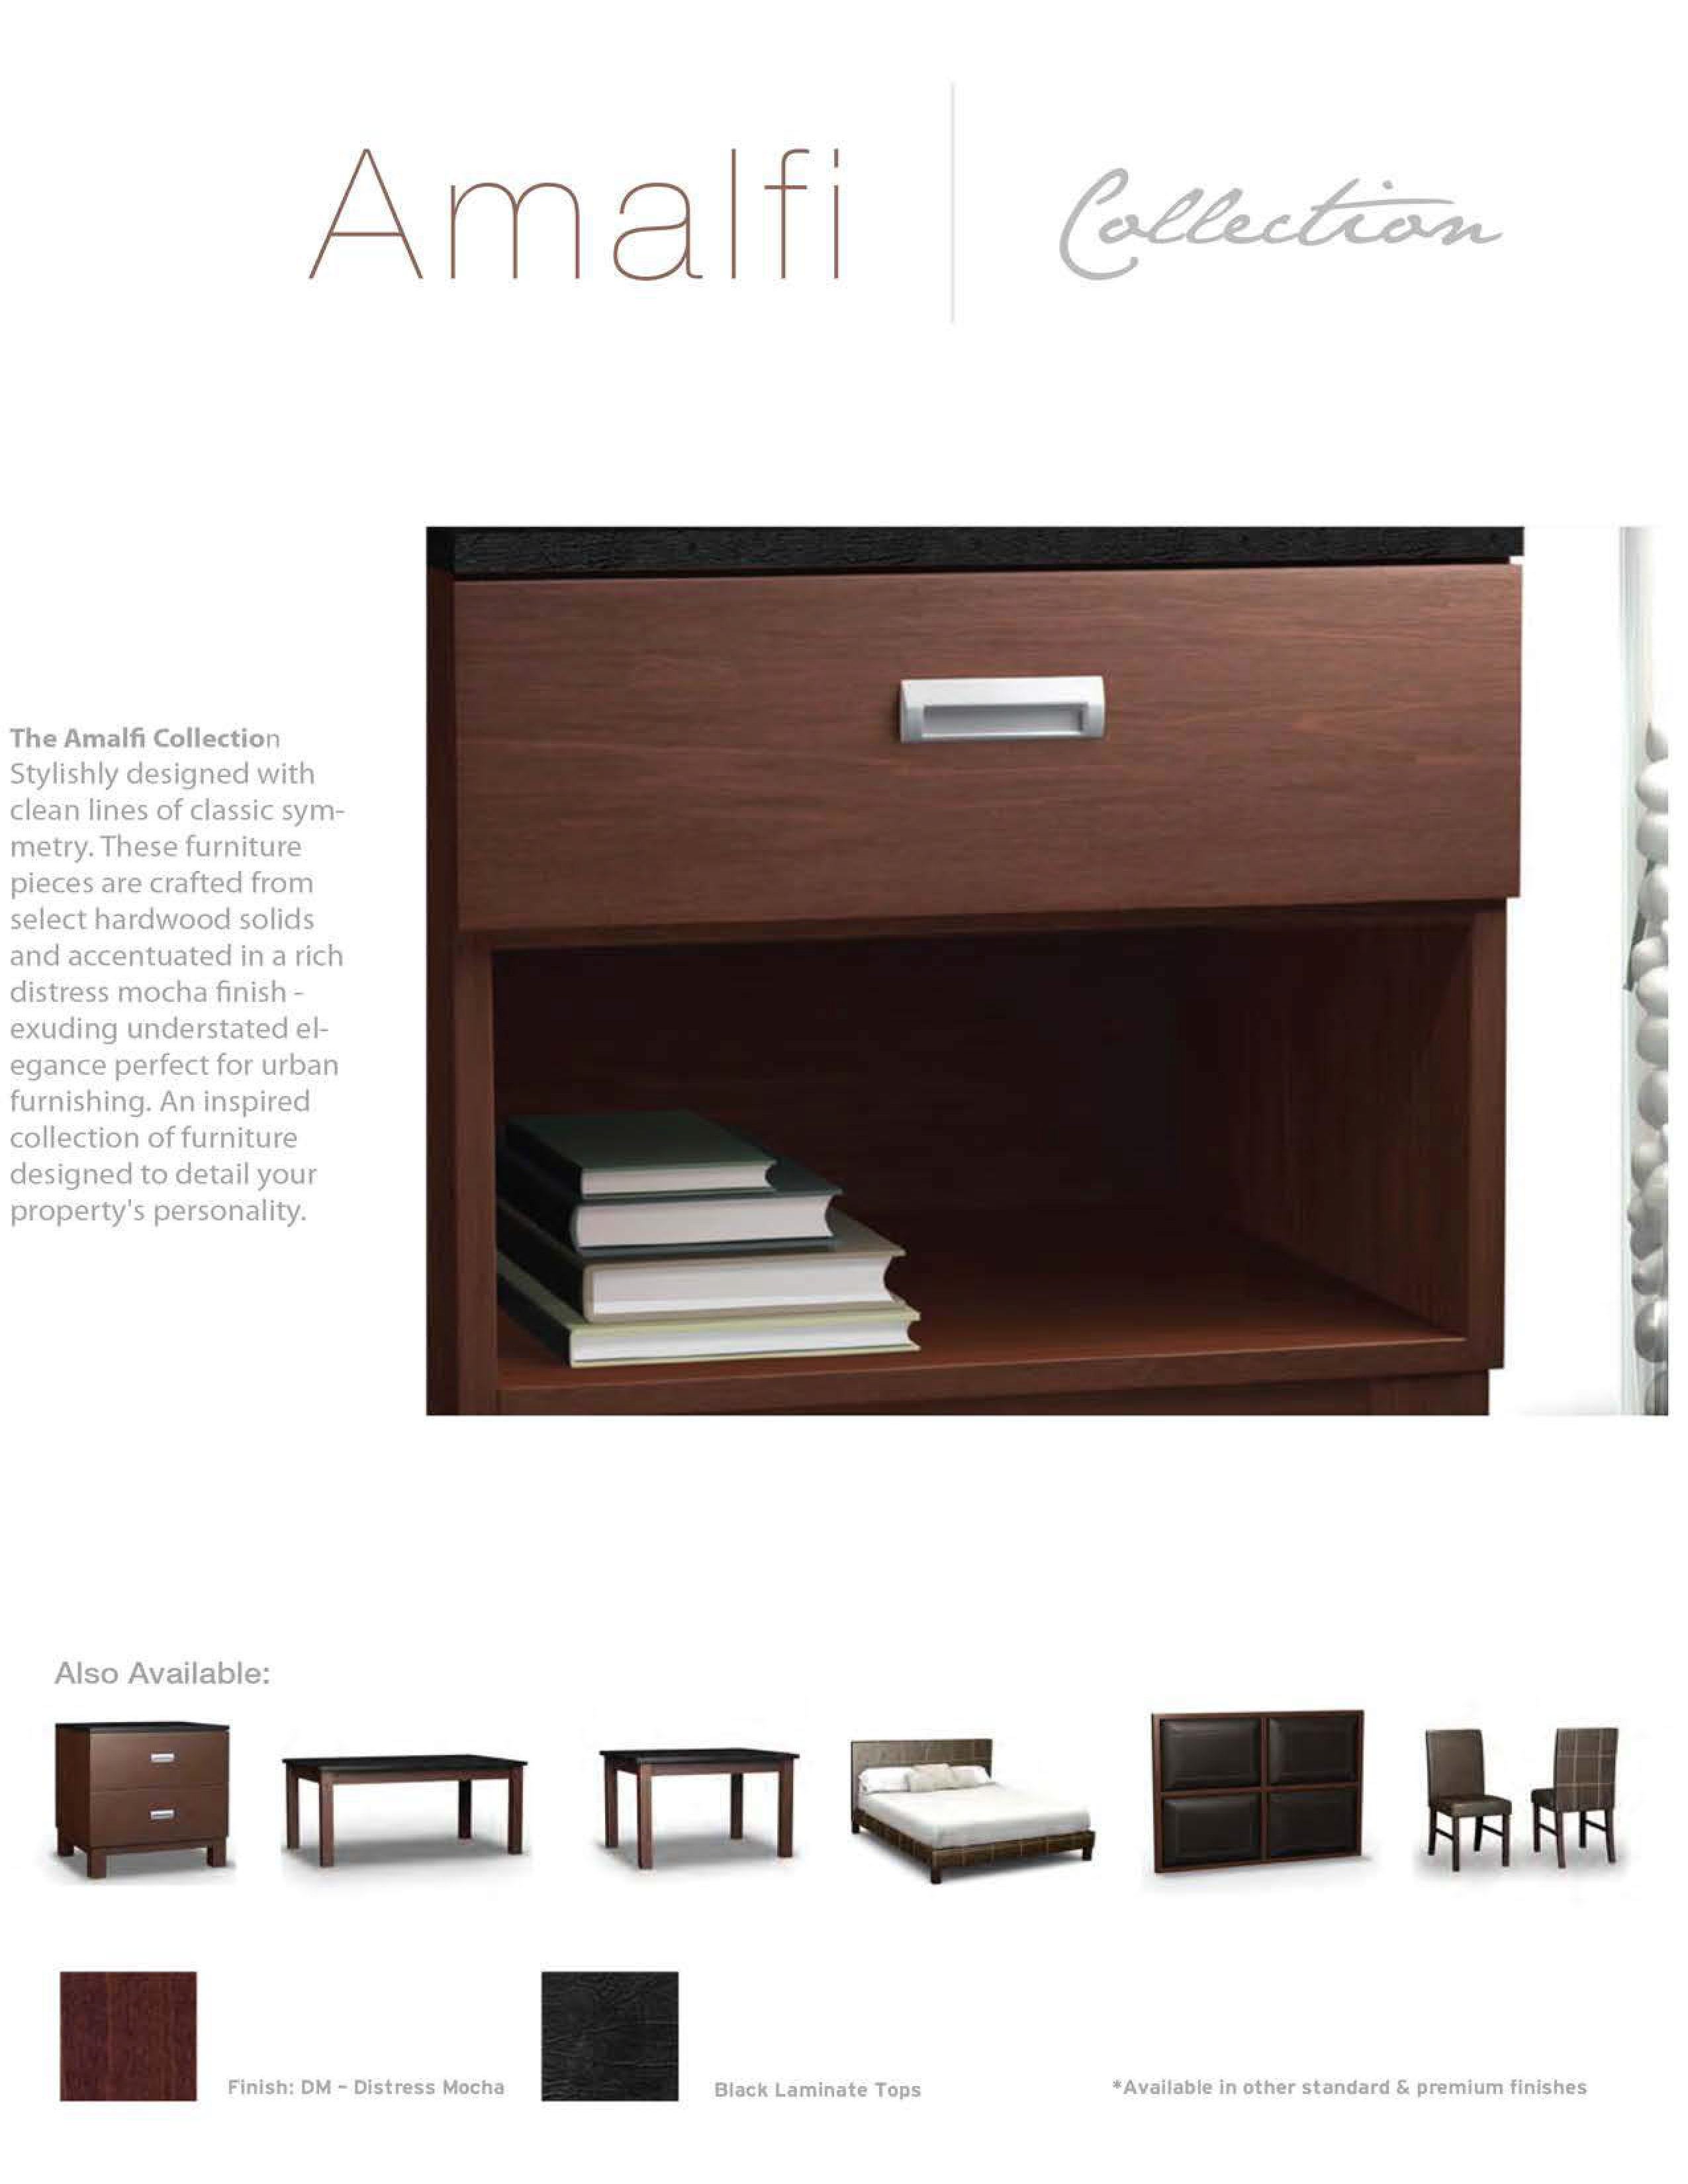 Amalfi
Collection
The Amalfi Collection
Stylishly designed with
clean lines of classic sym-
metry. These furniture
pieces are crafted from
select hardwood solids
and accentuated in a rich
distress mocha finish -
exuding understated el-
egance perfect for urban
furnishing. An inspired
collection of furniture
designed to detail your
property's personality.
Also Available:
Finish: DM - Distress Mocha
Black Laminate Tops
*Available in other standard & premium finishes